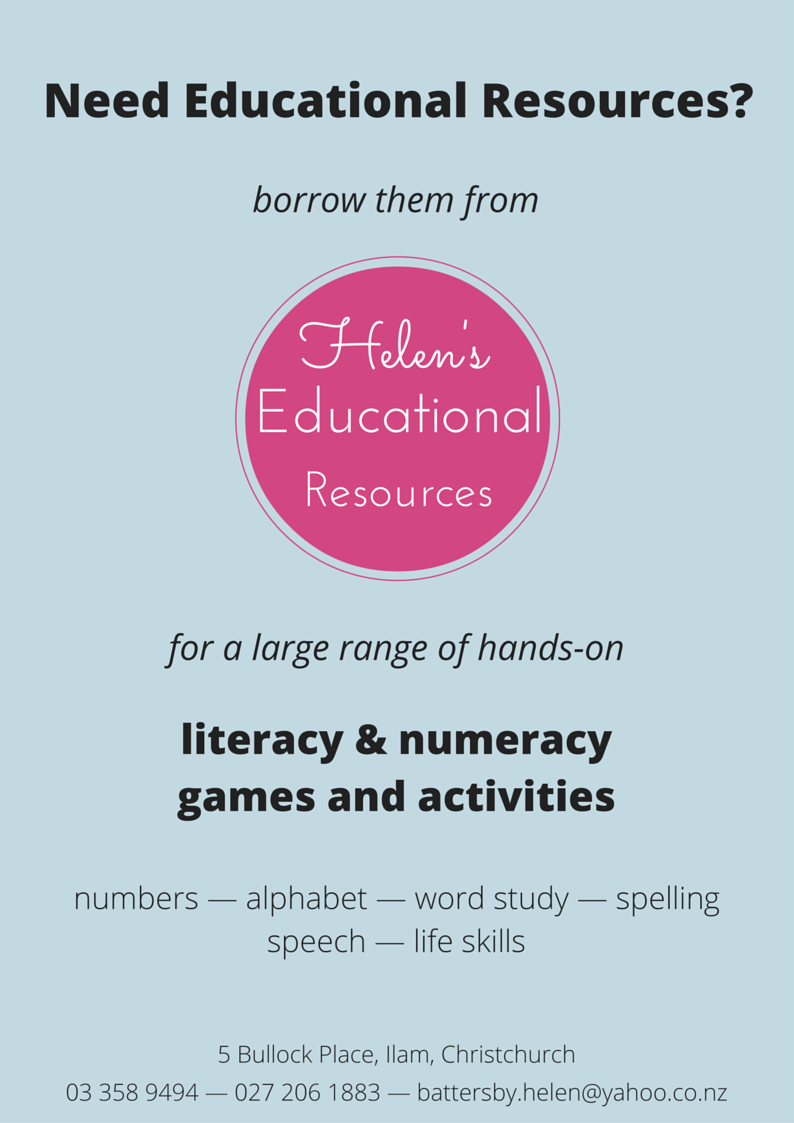 Need Educational Resources?
borrow them from
Helen's
Educational
Resources
for a large range of hands-on
literacy & numeracy
games and activities
numbers — alphabet — word study — spelling
speech — life skills
5 Bullock Place, Ilam, Christchurch
03 358 9494 — 027 206 1883 — battersby.helen@yahoo.co.nz